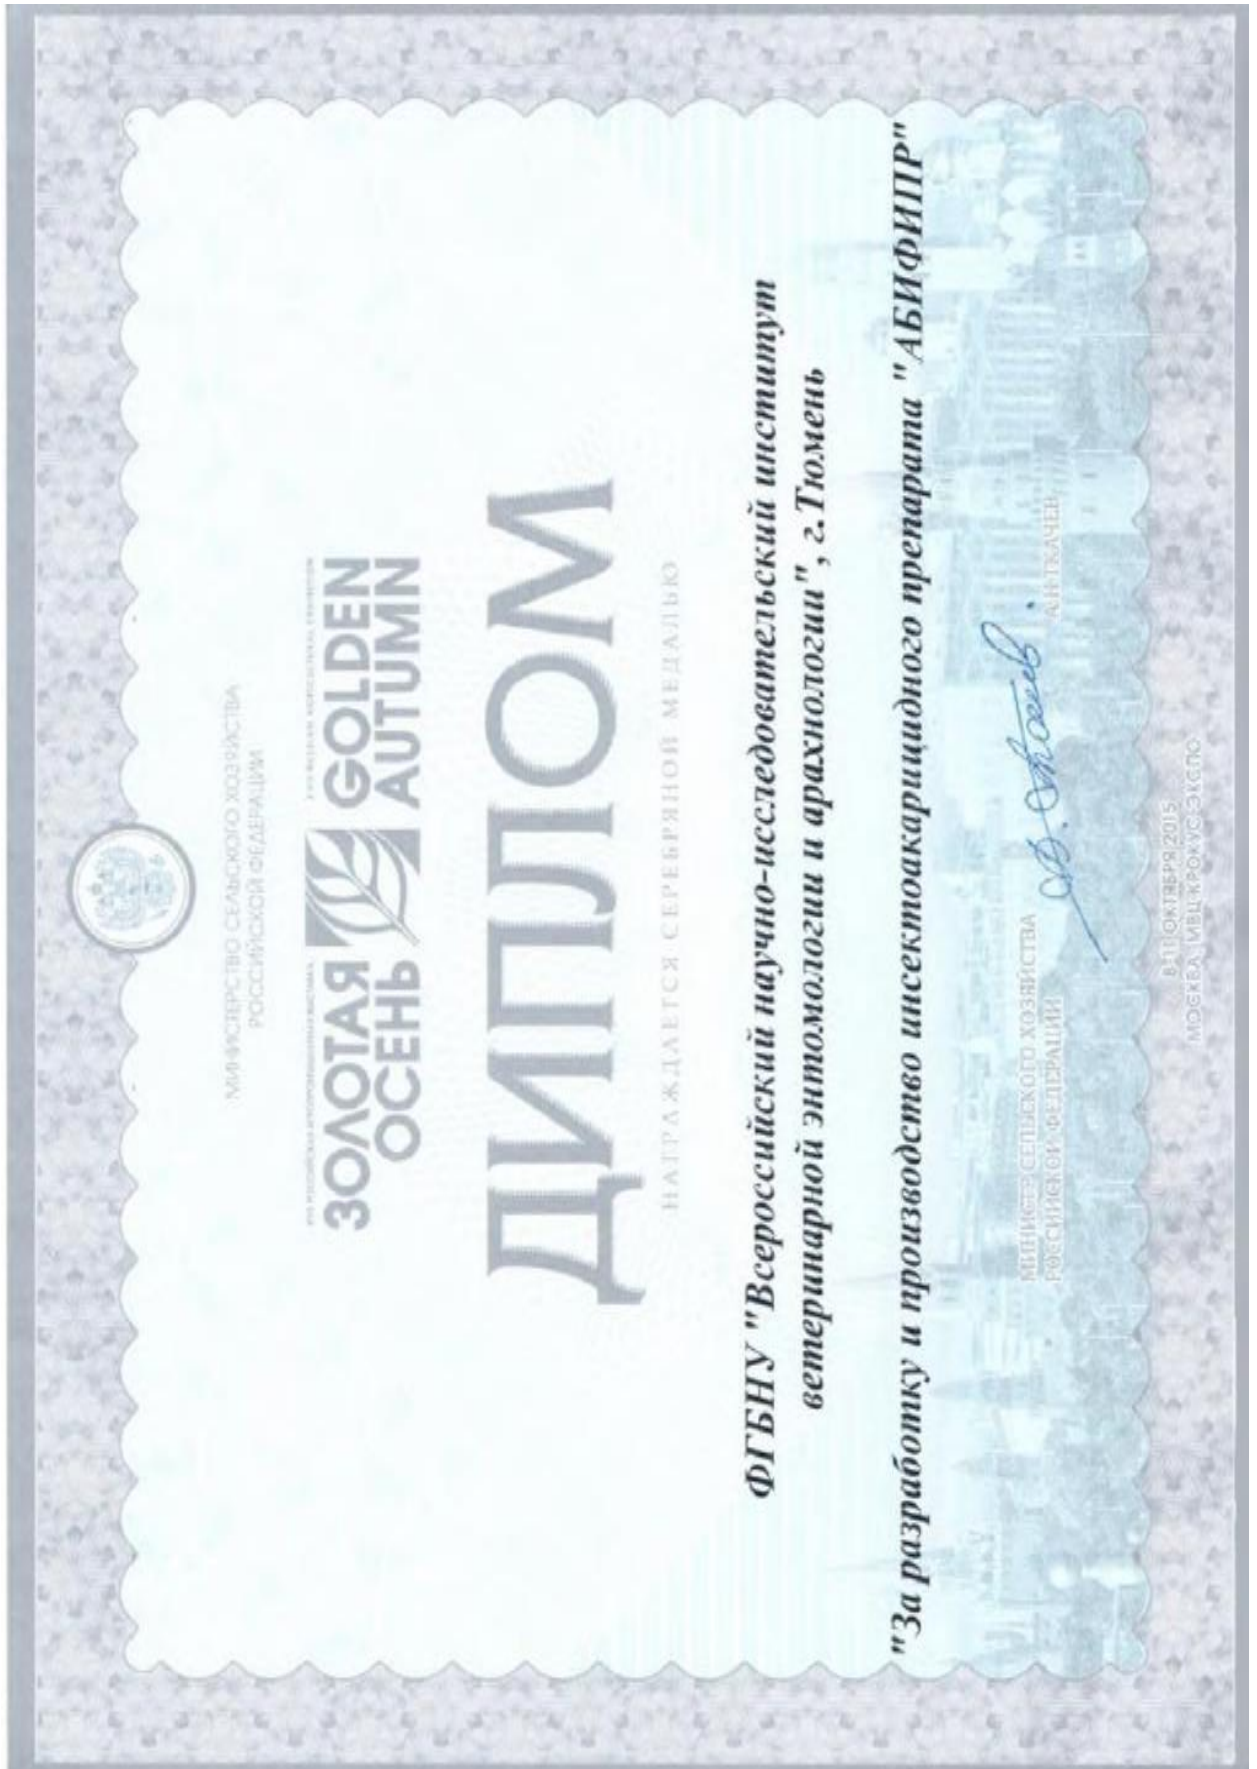 МИНИСТЕРСТВО СЕЛЬСКОГО ХОЗЯЙСТВА
РОССИЙСКОЙ ФЕДЕРАЦИИ
ЗОЛОТАЯ
ОСЕНЬ
GOLDEN
AUTUMN
ДИПЛОМ
НАГРАЖДАЕТСЯ СЕРЕБРЯНОЙ МЕДАЛЬЮ
ФГБНУ "Всероссийский научно-исследовательский институт
ветеринарной энтомологии и арахнологии", г.Тюмень
"За разработку и производство инсектоакарицидного препарата "АБИФИПР"
МИНИСТР СЕЛЬСКОГО ХОЗЯЙСТВА
РОССИЙСКОЙ ФЕДЕРАЦИИ
А.Н.ТКАЧЕВ
8-11 ОКТЯБРЯ 2015
МОСКВА, МВЦ КРОКУС ЭКСПО